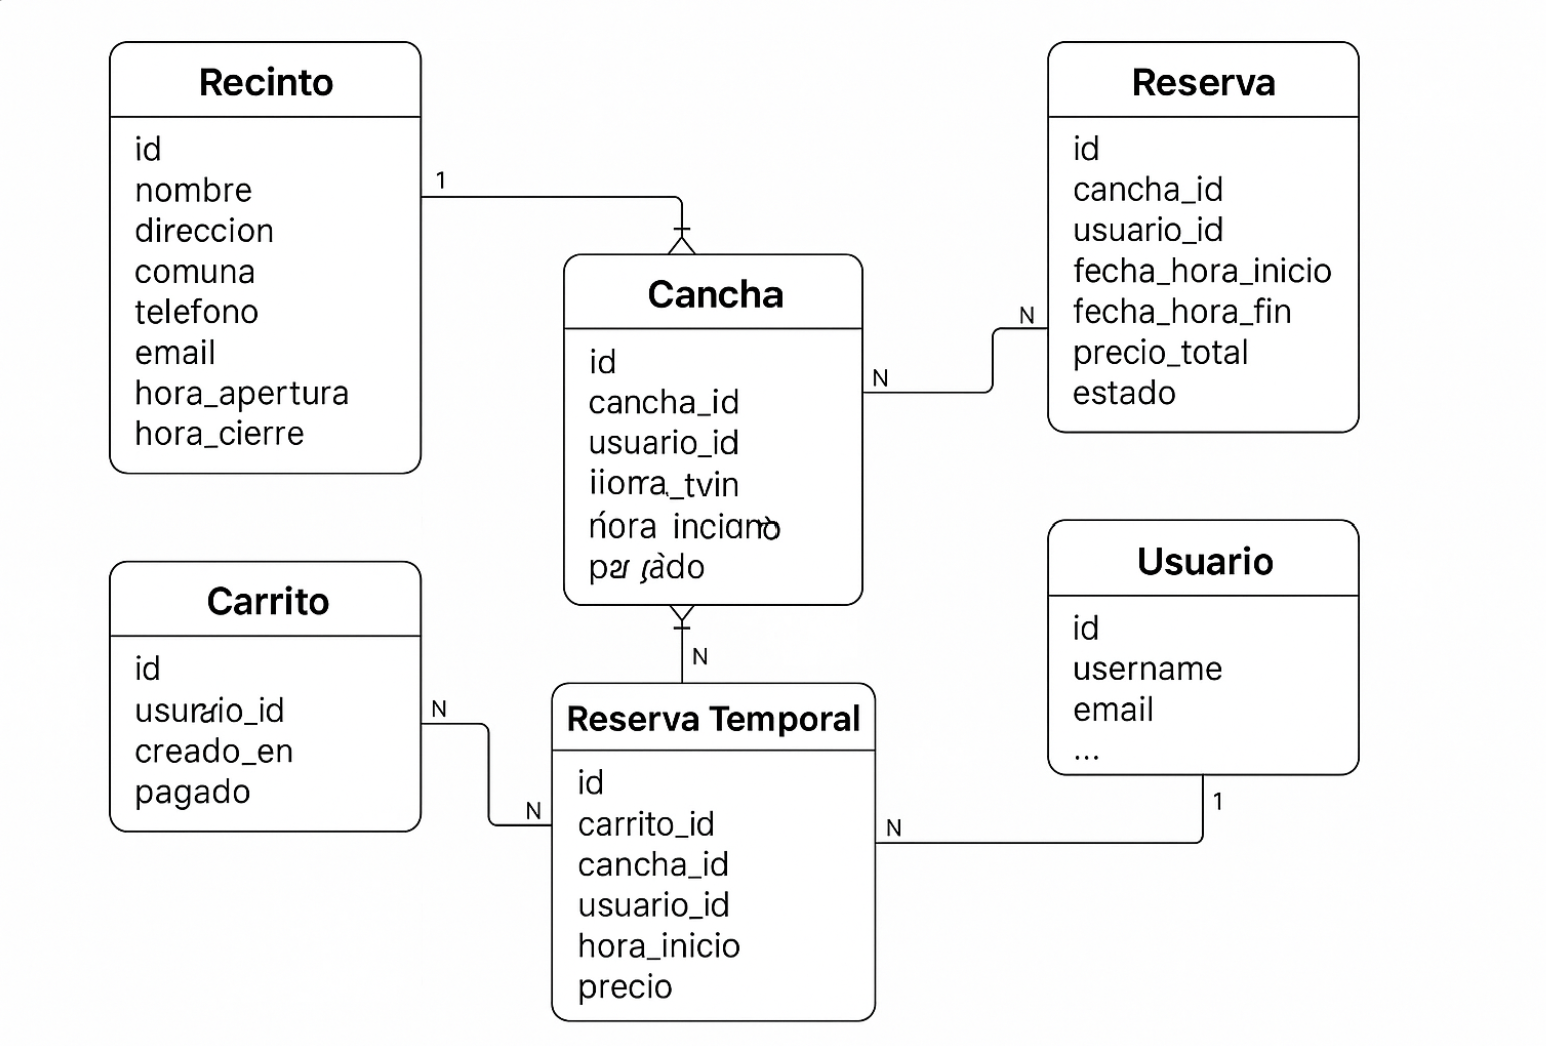 Recinto
id
nombre
direccion
comuna
telefono
email
hora_apertura
hora_cierre
1
Cancha
id
cancha_id
usuario_id
N
Reserva
id
cancha_id
usuario_id
fecha_hora_inicio
fecha_hora_fin
precio_total
estado
N
Carrito
id
creado_en
pagado
N
N
Reserva Temporal
id
carrito_id
cancha_id
usuario_id
hora_inicio
precio
N
N
Usuario
id
username
email
...
1